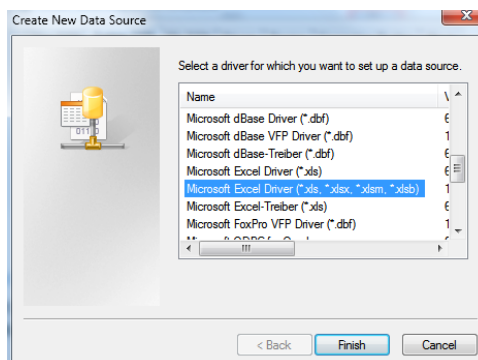 Create New Data Source
Select a driver for which you want to set up a data source.
Name
Microsoft dBase Driver (*.dbf)
Microsoft dBase VFP Driver (*.dbf)
Microsoft dBase-Treiber (*.dbf)
Microsoft Excel Driver (*.xls)
Microsoft Excel Driver (*.xls, *.xlsx, *.xlsm, *.xlsb)
Microsoft Excel-Treiber (*.xls)
Microsoft FoxPro VFP Driver (*.dbf)
< Back Finish Cancel